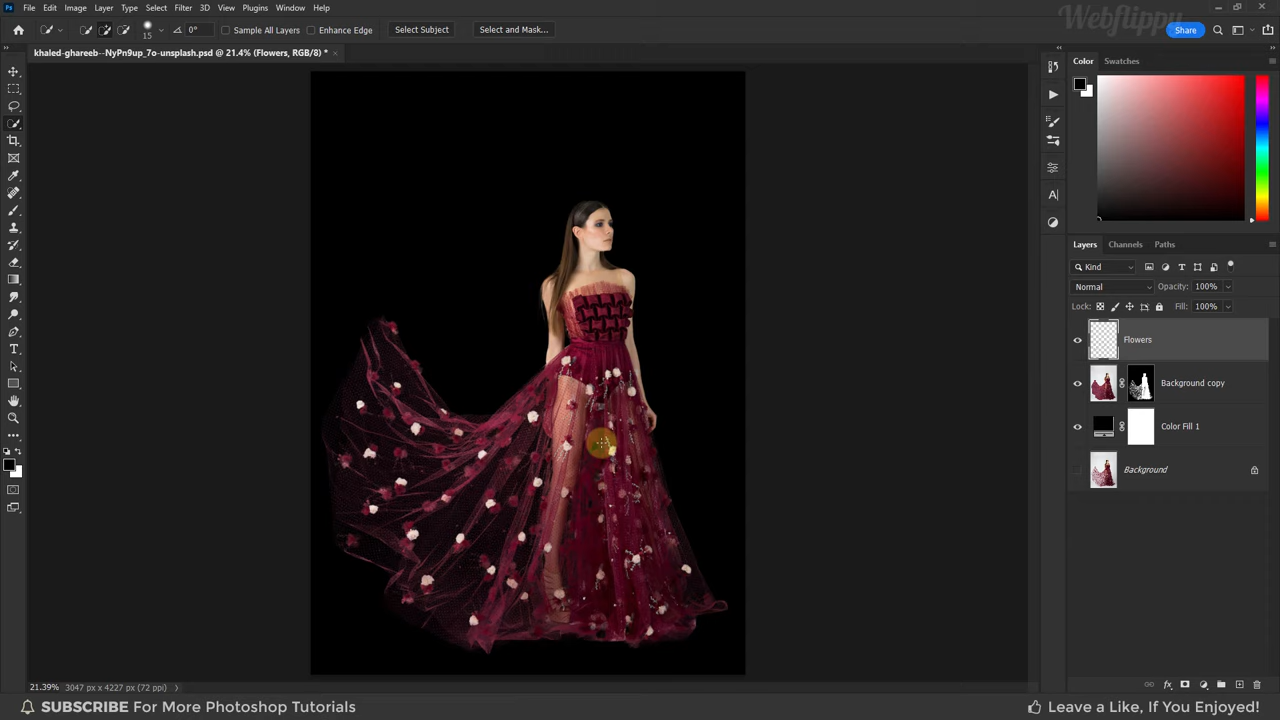 Ps File Edit Image Layer Type Select Filter 3D View Plugins Window Help
Webflippy
15 0° Sample All Layers Enhance Edge Select Subject Select and Mask... Share
khaled-ghareeb--NyPn9up_7o-unsplash.psd @ 21.4% (Flowers, RGB/8) * ×
Color Swatches
Layers Channels Paths
Kind
Normal Opacity: 100%
Lock: Fill: 100%
Flowers
Background copy
Color Fill 1
Background
21.39% 3047 px x 4227 px (72 ppi)
SUBSCRIBE For More Photoshop Tutorials
Leave a Like, If You Enjoyed!